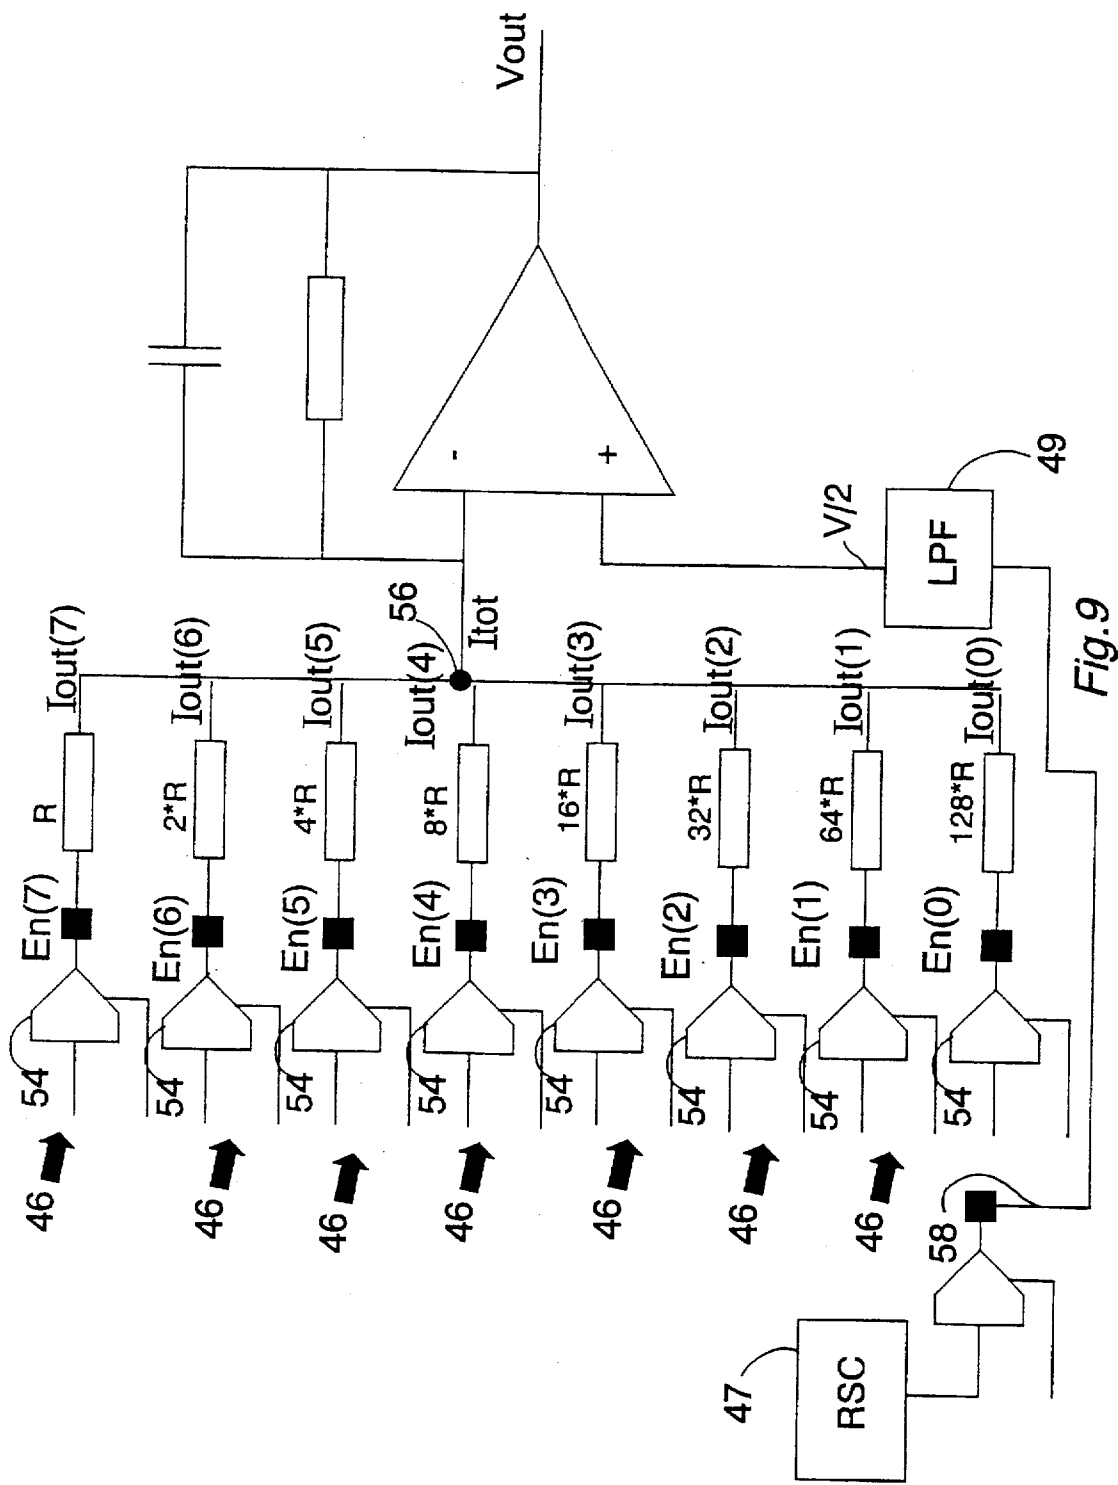 Vout
Iout(7)
R
En(7)
54
46
Iout(6)
2*R
En(6)
54
46
Iout(5)
4*R
En(5)
54
46
56
Iout(4)
Itot
8*R
En(4)
54
46
Iout(3)
16*R
En(3)
54
46
Iout(2)
32*R
En(2)
54
46
Iout(1)
64*R
En(1)
54
46
Iout(0)
128*R
En(0)
54
-
+
V/2
LPF
49
58
47
RSC
Fig.9